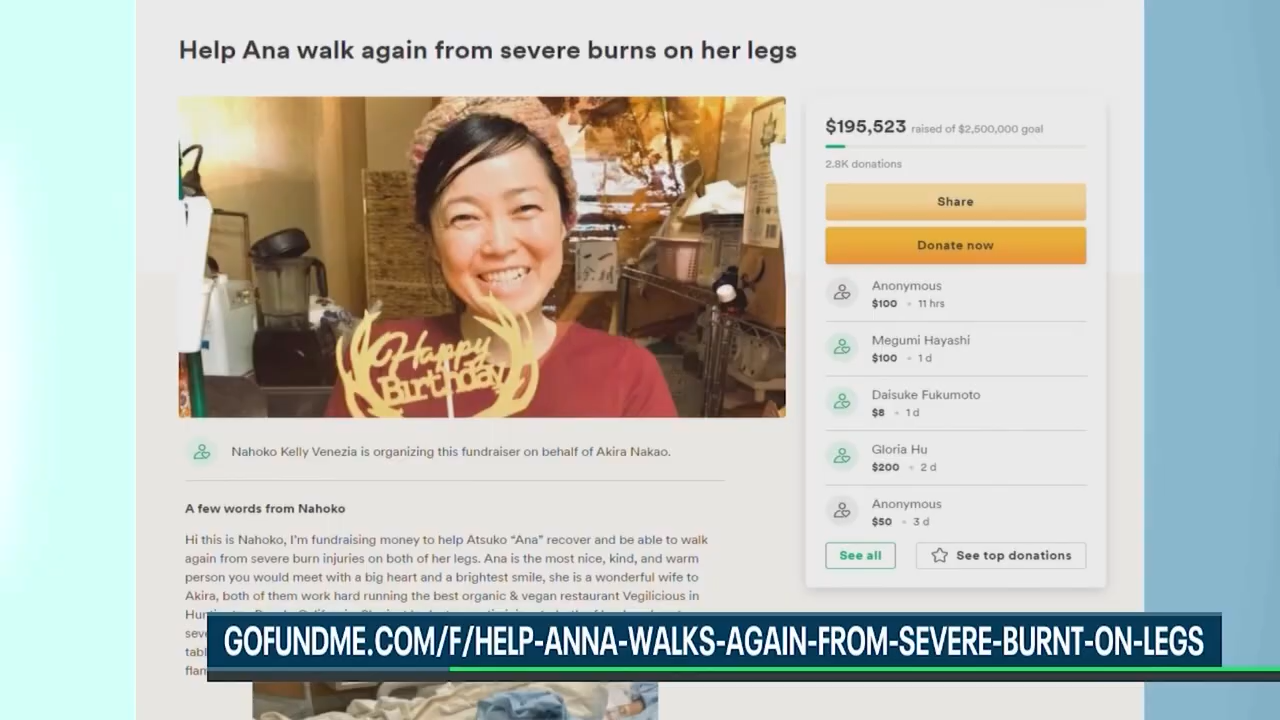 Help Ana walk again from severe burns on her legs
Happy
Birthday
$195,523 raised of $2,500,000 goal
2.8K donations
Share
Donate now
Anonymous
$100 • 11 hrs
Megumi Hayashi
$100 • 1 d
Daisuke Fukumoto
$8 • 1 d
Gloria Hu
$200 • 2 d
Anonymous
$50 • 3 d
See all
See top donations
Nahoko Kelly Venezia is organizing this fundraiser on behalf of Akira Nakao.
A few words from Nahoko
Hi this is Nahoko, I'm fundraising money to help Atsuko “Ana” recover and be able to walk
again from severe burn injuries on both of her legs. Ana is the most nice, kind, and warm
person you would meet with a big heart and a brightest smile, she is a wonderful wife to
Akira, both of them work hard running the best organic & vegan restaurant Vegilicious in
GOFUNDME.COM/F/HELP-ANNA-WALKS-AGAIN-FROM-SEVERE-BURNT-ON-LEGS